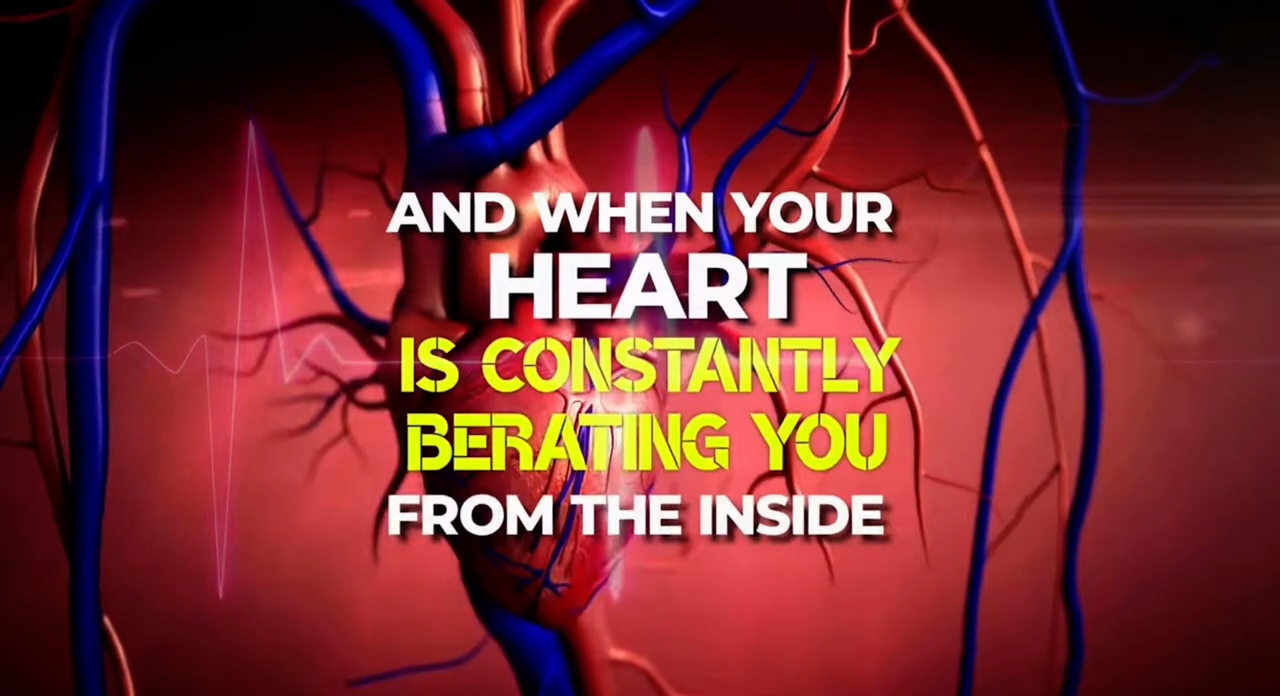 AND WHEN YOUR
HEART
IS CONSTANTLY
BERATING YOU
FROM THE INSIDE